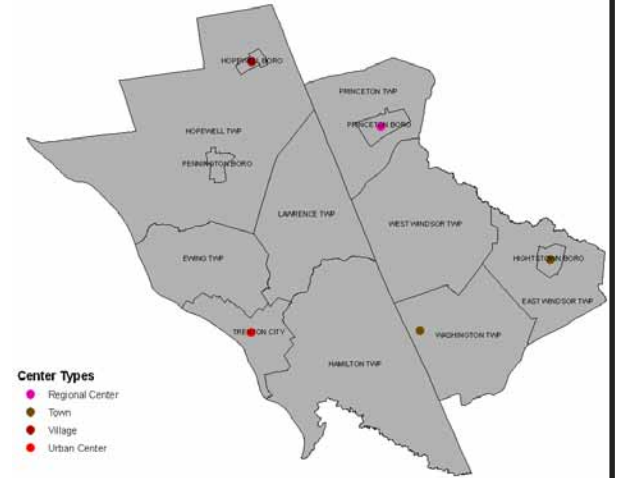 HOPEWELL BORO
PRINCETON TWP
PRINCETON BORO
HOPEWELL TWP
PENNINGTON BORO
LAWRENCE TWP
WEST WINDSOR TWP
EWING TWP
HIGHTSTOWN BORO
EAST WINDSOR TWP
TRENTON CITY
WASHINGTON TWP
HAMILTON TWP
Center Types
Regional Center
Town
Village
Urban Center